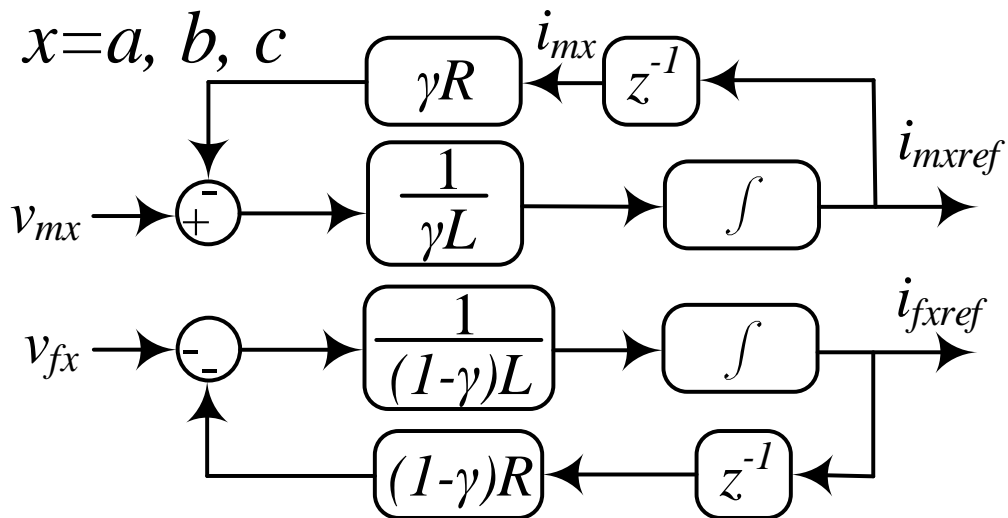 x=a, b, c
i_mx
γR
z^-1
i_mxref
v_mx
+
-
1
γL
∫
i_fxref
v_fx
-
-
1
(1-γ)L
∫
(1-γ)R
z^-1